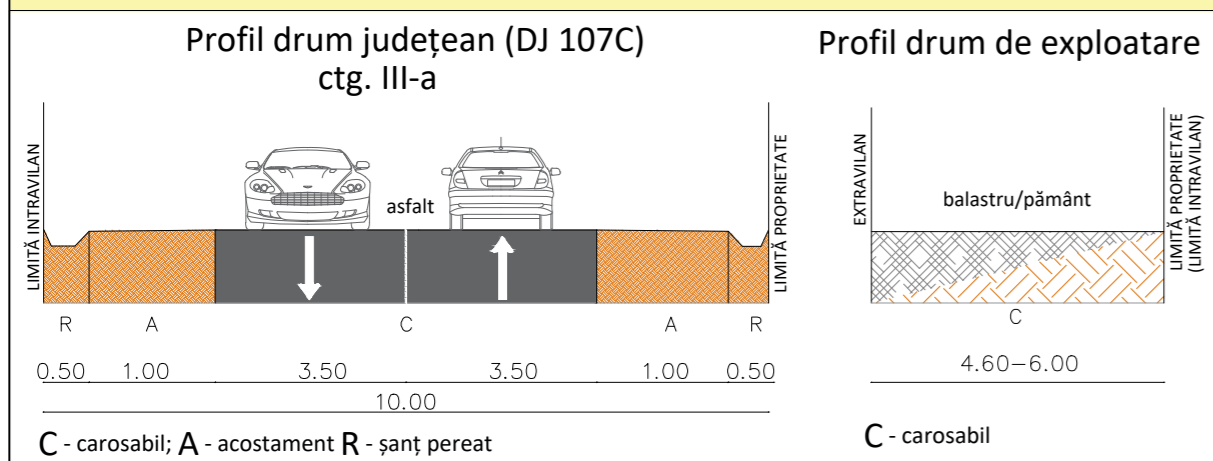 Profil drum județean (DJ 107C)
ctg. III-a
LIMITĂ INTRAVILAN
asfalt
LIMITĂ PROPRIETATE
R A C A R
0.50 1.00 3.50 3.50 1.00 0.50
10.00
C - carosabil; A - acostament R - șanț pereat
Profil drum de exploatare
EXTRAVILAN
balastru/pământ
LIMITĂ PROPRIETATE
(LIMITĂ INTRAVILAN)
C
4.60-6.00
C - carosabil